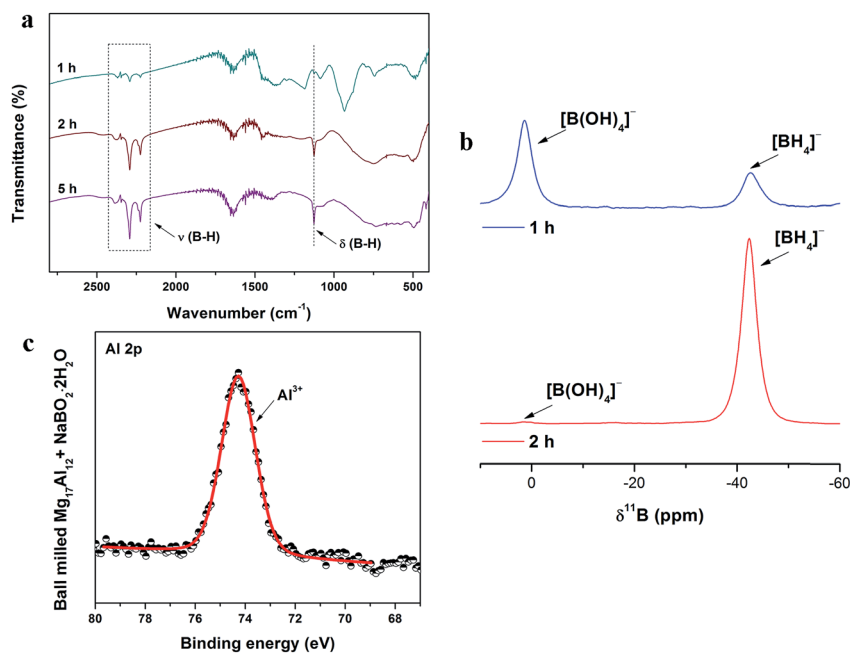 a
Transmittance (%)
1 h
2 h
5 h
ν (B-H)
δ (B-H)
2500 2000 1500 1000 500
Wavenumber (cm⁻¹)
b
[B(OH)₄]⁻
[BH₄]⁻
1 h
[BH₄]⁻
[B(OH)₄]⁻
2 h
0 -20 -40 -60
δ¹¹B (ppm)
c
Ball milled Mg₁₇Al₁₂+ NaBO₂·2H₂O
Al 2p
Al³⁺
80 78 76 74 72 70 68
Binding energy (eV)